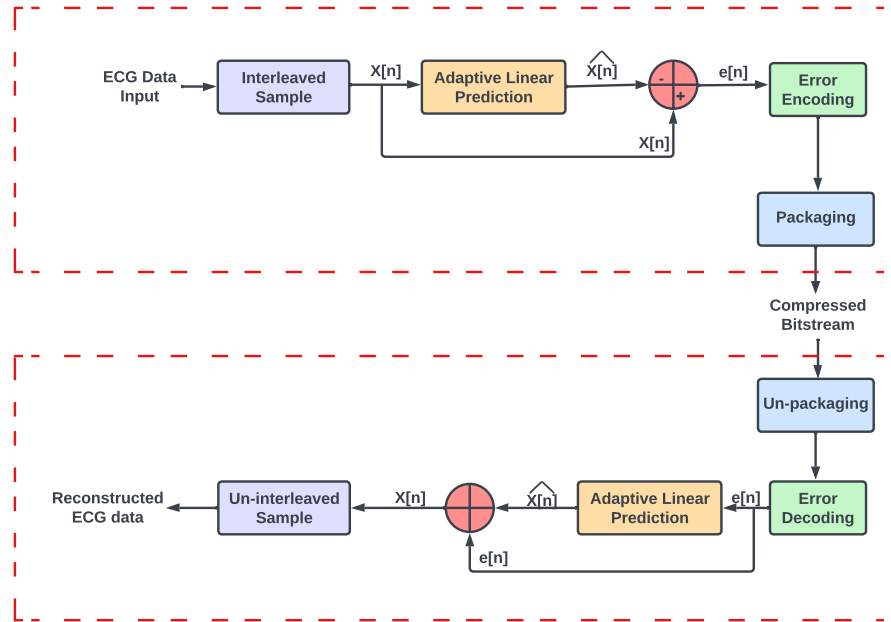 ECG Data
Input
Interleaved
Sample
X[n]
Adaptive Linear
Prediction
X̂[n]
-
+
e[n]
Error
Encoding
X[n]
Packaging
Compressed
Bitstream
Un-packaging
Error
Decoding
e[n]
Adaptive Linear
Prediction
X̂[n]
e[n]
X[n]
Un-interleaved
Sample
Reconstructed
ECG data